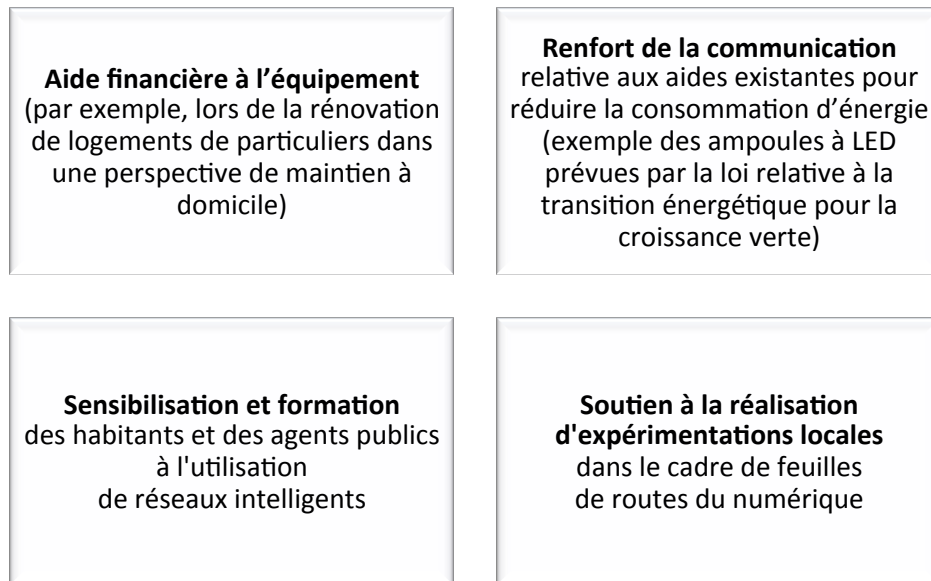 Aide financière à l’équipement
(par exemple, lors de la rénovation
de logements de particuliers dans
une perspective de maintien à
domicile)
Renfort de la communication
relative aux aides existantes pour
réduire la consommation d’énergie
(exemple des ampoules à LED
prévues par la loi relative à la
transition énergétique pour la
croissance verte)
Sensibilisation et formation
des habitants et des agents publics
à l'utilisation
de réseaux intelligents
Soutien à la réalisation
d'expérimentations locales
dans le cadre de feuilles
de routes du numérique